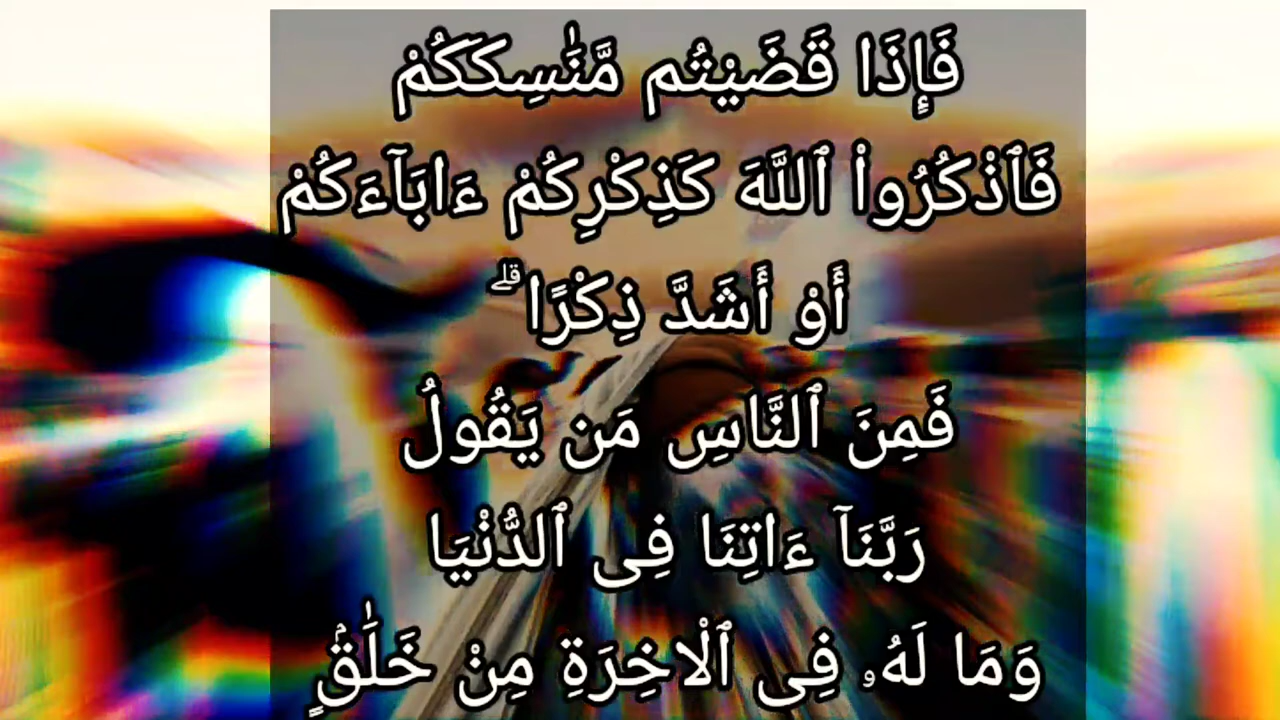 فَإِذَا قَضَيْتُم مَّنَٰسِكَكُمْ
فَٱذْكُرُوا۟ ٱللَّهَ كَذِكْرِكُمْ ءَابَآءَكُمْ
أَوْ أَشَدَّ ذِكْرًا ۗ
فَمِنَ ٱلنَّاسِ مَن يَقُولُ
رَبَّنَآ ءَاتِنَا فِى ٱلدُّنْيَا
وَمَا لَهُۥ فِى ٱلْاخِرَةِ مِنْ خَلَٰقٍۢ